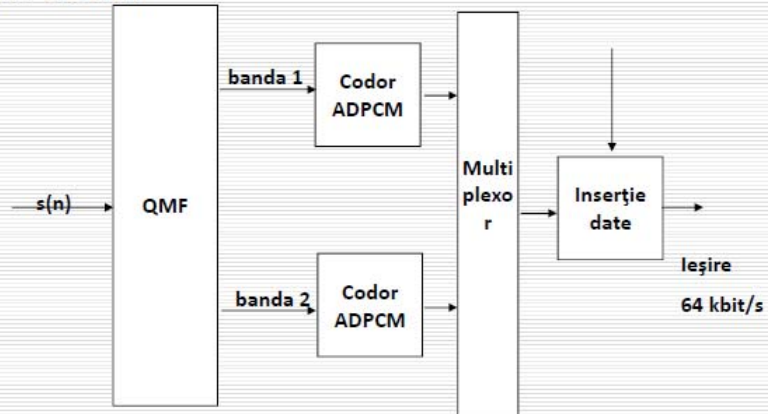 banda 1
Codor
ADPCM
s(n)
QMF
Multi
plexo
r
Inserţie
date
banda 2
Codor
ADPCM
Ieşire
64 kbit/s